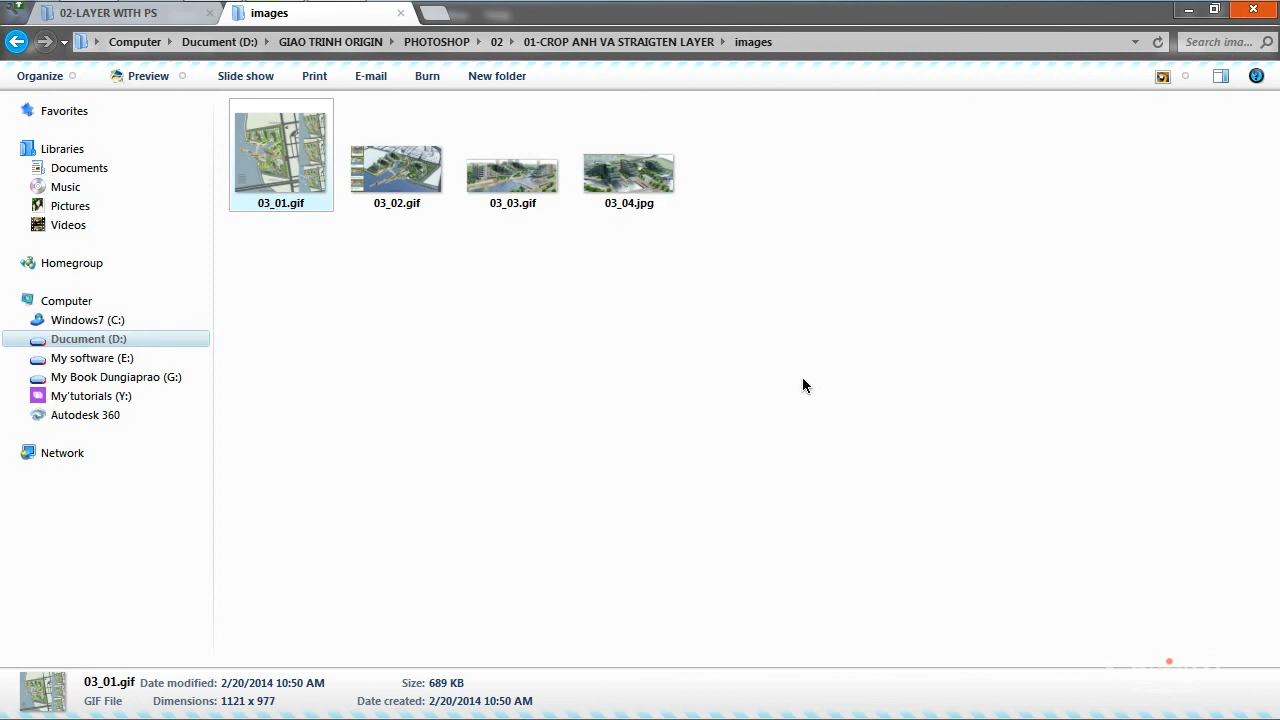 02-LAYER WITH PS
images
Computer
Ducument (D:)
GIAO TRINH ORIGIN
PHOTOSHOP
02
01-CROP ANH VA STRAIGTEN LAYER
images
Search ima...
Organize
Preview
Slide show
Print
E-mail
Burn
New folder
Favorites
Libraries
Documents
Music
Pictures
Videos
Homegroup
Computer
Windows7 (C:)
Ducument (D:)
My software (E:)
My Book Dungiaprao (G:)
My tutorials (Y:)
Autodesk 360
Network
03_01.gif
03_02.gif
03_03.gif
03_04.jpg
03_01.gif Date modified: 2/20/2014 10:50 AM Size: 689 KB
GIF File Dimensions: 1121 x 977 Date created: 2/20/2014 10:50 AM